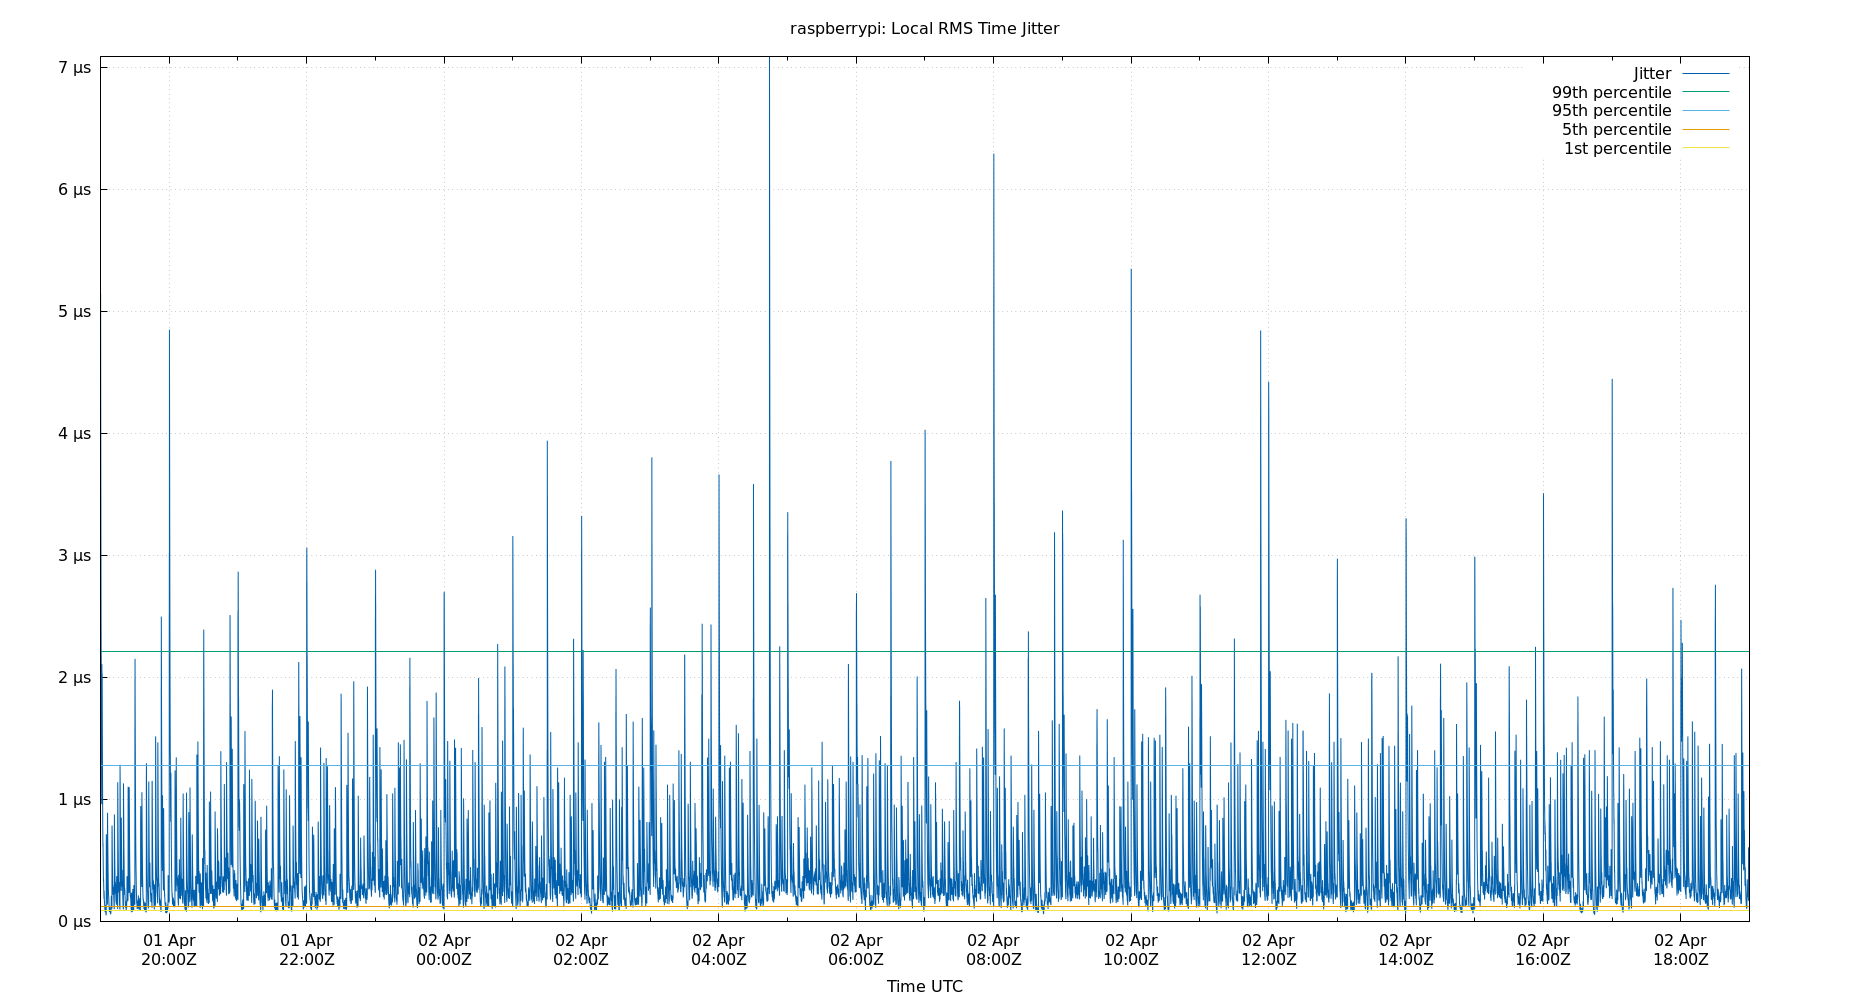 raspberrypi: Local RMS Time Jitter
7 µs
6 µs
5 µs
4 µs
3 µs
2 µs
1 µs
0 µs
Jitter
99th percentile
95th percentile
5th percentile
1st percentile
01 Apr
20:00Z
01 Apr
22:00Z
02 Apr
00:00Z
02 Apr
02:00Z
02 Apr
04:00Z
02 Apr
06:00Z
02 Apr
08:00Z
02 Apr
10:00Z
02 Apr
12:00Z
02 Apr
14:00Z
02 Apr
16:00Z
02 Apr
18:00Z
Time UTC